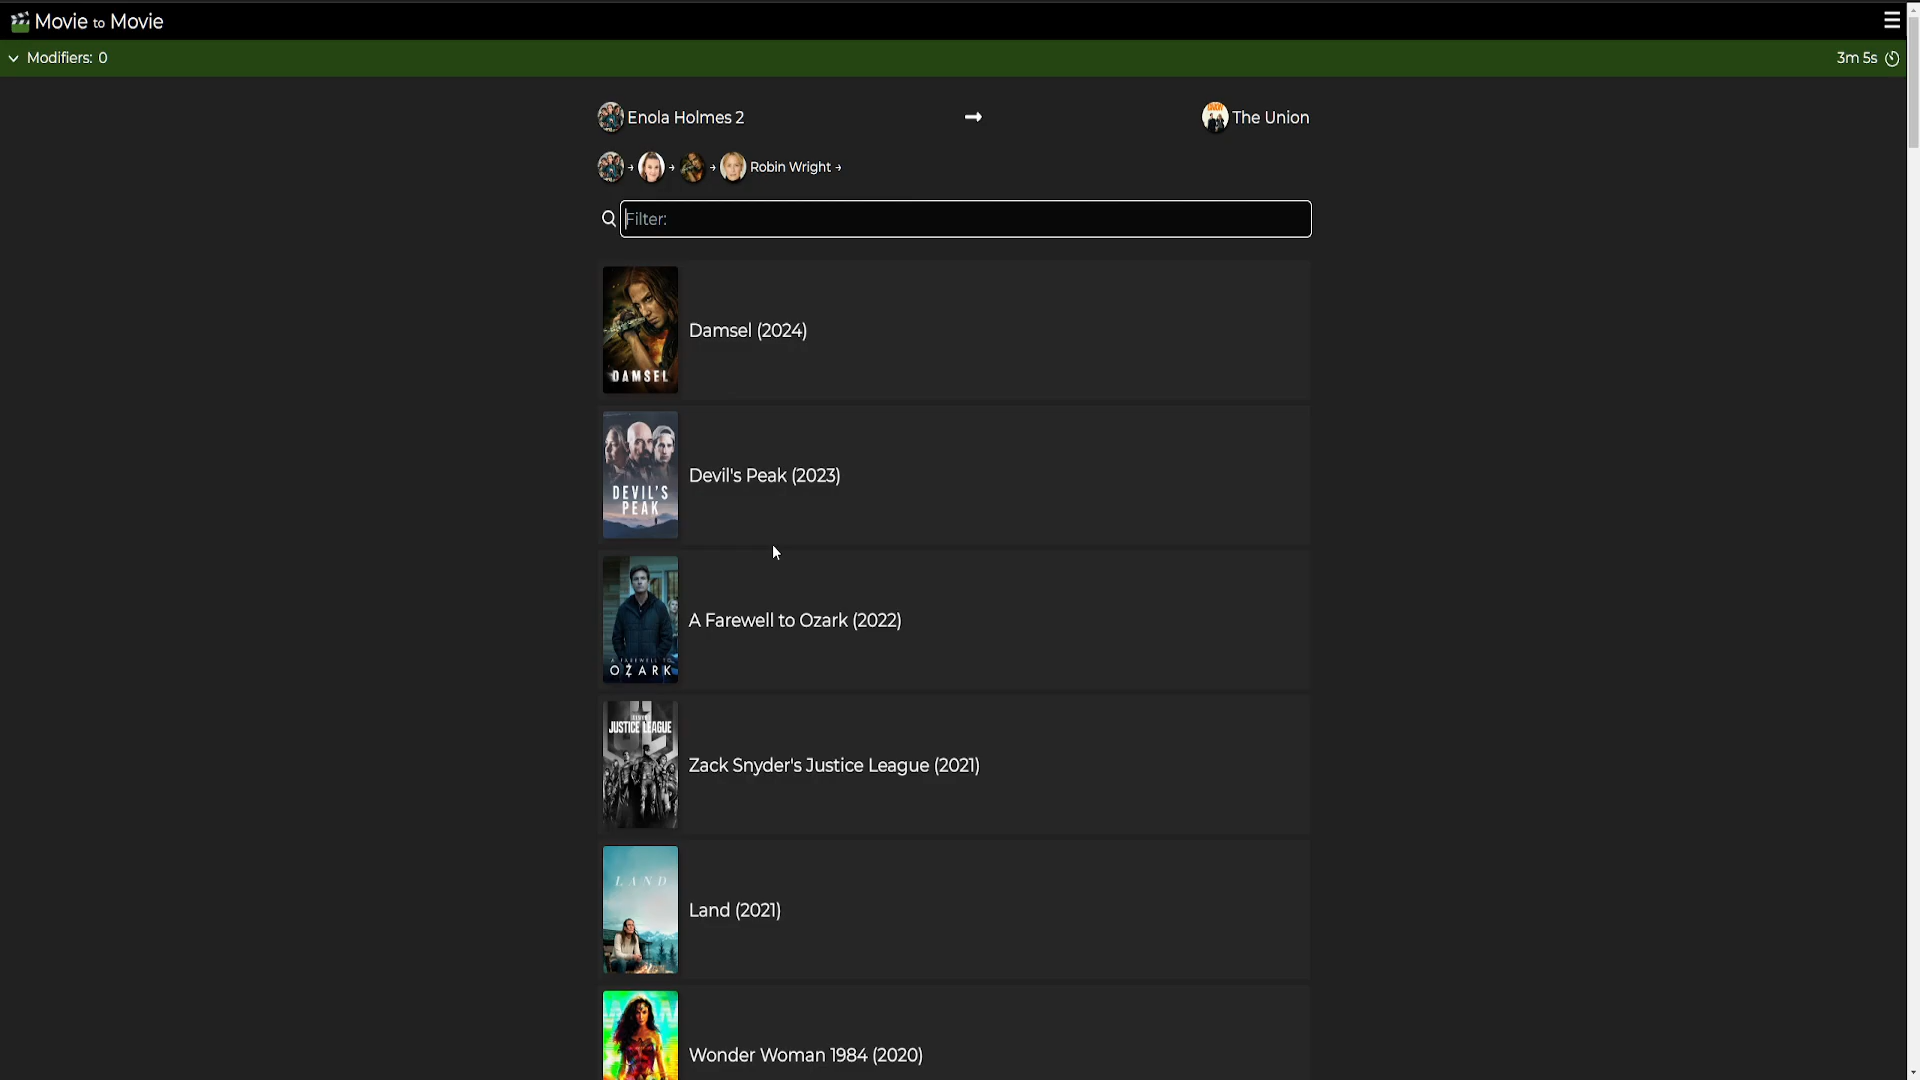 Movie to Movie
Modifiers: 0
3m 5s
Enola Holmes 2
→
The Union
→ → → Robin Wright →
Filter:
DAMSEL
Damsel (2024)
DEVIL'S
PEAK
Devil's Peak (2023)
A FAREWELL TO
OZARK
A Farewell to Ozark (2022)
JUSTICE LEAGUE
Zack Snyder's Justice League (2021)
LAND
Land (2021)
Wonder Woman 1984 (2020)